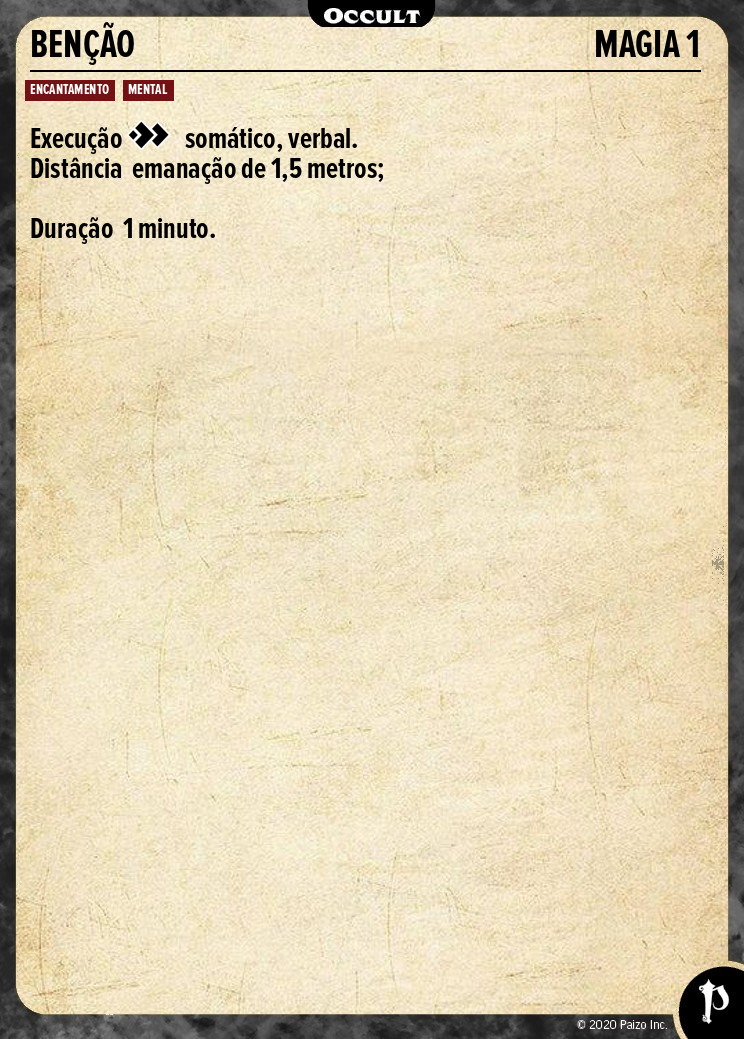 OCCULT
BENÇÃO MAGIA 1
ENCANTAMENTO MENTAL
Execução somático, verbal.
Distância emanação de 1,5 metros;
Duração 1 minuto.
© 2020 Paizo Inc.
P